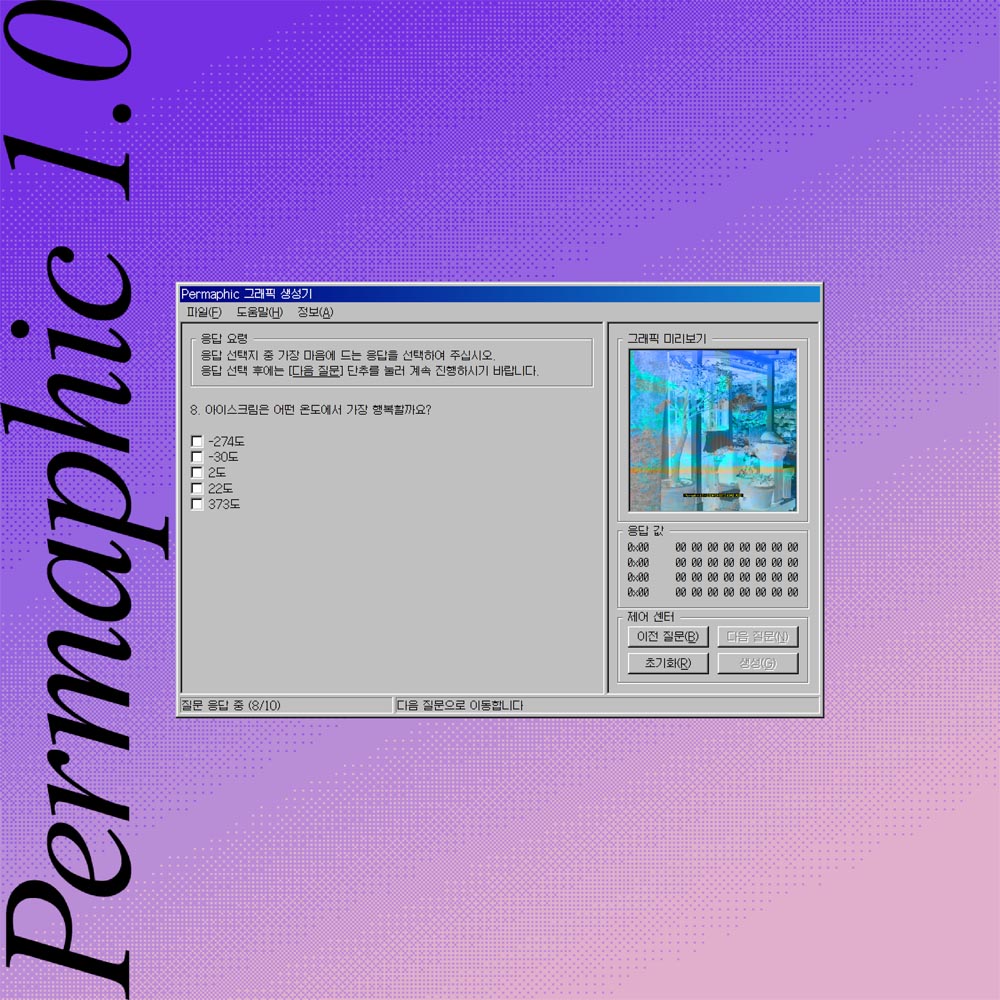 Permaphic 1.0
Permaphic 그래픽 생성기
파일(F) 도움말(H) 정보(A)
응답 요령
응답 선택지 중 가장 마음에 드는 응답을 선택하여 주십시오.
응답 선택 후에는 [다음 질문] 단추를 눌러 계속 진행하시기 바랍니다.
8. 아이스크림은 어떤 온도에서 가장 행복할까요?
-274도
-30도
2도
22도
373도
그래픽 미리보기
응답 값
0x00 00 00 00 00 00 00 00 00
0x00 00 00 00 00 00 00 00 00
0x00 00 00 00 00 00 00 00 00
0x00 00 00 00 00 00 00 00 00
제어 센터
이전 질문(B) 다음 질문(N)
초기화(R) 생성(G)
질문 응답 중 (8/10) 다음 질문으로 이동합니다